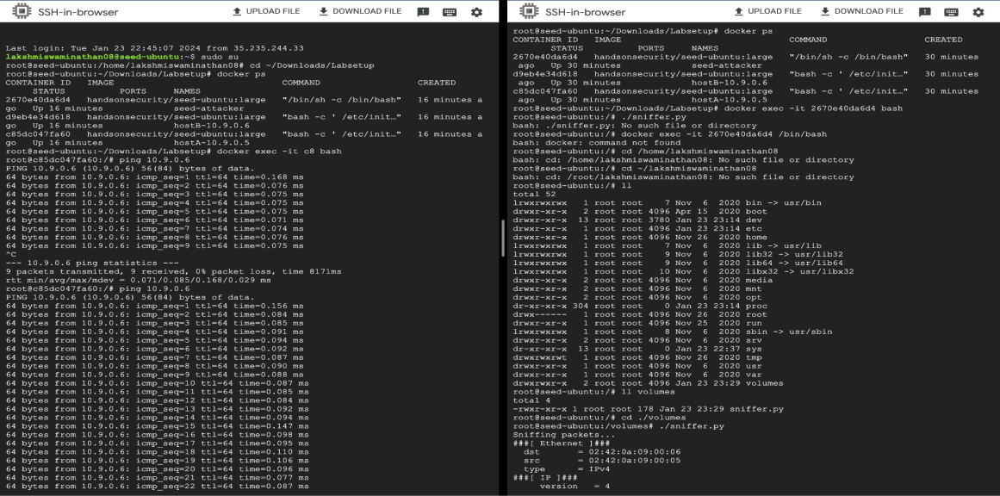 SSH-in-browser
UPLOAD FILE
DOWNLOAD FILE
Last login: Tue Jan 23 22:45:07 2024 from 35.235.244.33
lakshmiswaminathan08@seed-ubuntu:~$ sudo su
root@seed-ubuntu:/home/lakshmiswaminathan08# cd ~/Downloads/Labsetup
root@seed-ubuntu:~/Downloads/Labsetup# docker ps
CONTAINER ID   IMAGE                               COMMAND                  CREATED
     STATUS          PORTS     NAMES
2670e40da6d4   handsonsecurity/seed-ubuntu:large   "/bin/sh -c /bin/bash"   16 minutes a
go   Up 16 minutes             seed-attacker
d9eb4e34d618   handsonsecurity/seed-ubuntu:large   "bash -c ' /etc/init…"   16 minutes a
go   Up 16 minutes             hostB-10.9.0.6
c85dc047fa60   handsonsecurity/seed-ubuntu:large   "bash -c ' /etc/init…"   16 minutes a
go   Up 16 minutes             hostA-10.9.0.5
root@seed-ubuntu:~/Downloads/Labsetup# docker exec -it c8 bash
root@c85dc047fa60:/# ping 10.9.0.6
PING 10.9.0.6 (10.9.0.6) 56(84) bytes of data.
64 bytes from 10.9.0.6: icmp_seq=1 ttl=64 time=0.168 ms
64 bytes from 10.9.0.6: icmp_seq=2 ttl=64 time=0.076 ms
64 bytes from 10.9.0.6: icmp_seq=3 ttl=64 time=0.075 ms
64 bytes from 10.9.0.6: icmp_seq=4 ttl=64 time=0.075 ms
64 bytes from 10.9.0.6: icmp_seq=5 ttl=64 time=0.075 ms
64 bytes from 10.9.0.6: icmp_seq=6 ttl=64 time=0.071 ms
64 bytes from 10.9.0.6: icmp_seq=7 ttl=64 time=0.074 ms
64 bytes from 10.9.0.6: icmp_seq=8 ttl=64 time=0.076 ms
64 bytes from 10.9.0.6: icmp_seq=9 ttl=64 time=0.075 ms
^C
--- 10.9.0.6 ping statistics ---
9 packets transmitted, 9 received, 0% packet loss, time 8171ms
rtt min/avg/max/mdev = 0.071/0.085/0.168/0.029 ms
root@c85dc047fa60:/# ping 10.9.0.6
PING 10.9.0.6 (10.9.0.6) 56(84) bytes of data.
64 bytes from 10.9.0.6: icmp_seq=1 ttl=64 time=0.156 ms
64 bytes from 10.9.0.6: icmp_seq=2 ttl=64 time=0.084 ms
64 bytes from 10.9.0.6: icmp_seq=3 ttl=64 time=0.085 ms
64 bytes from 10.9.0.6: icmp_seq=4 ttl=64 time=0.091 ms
64 bytes from 10.9.0.6: icmp_seq=5 ttl=64 time=0.094 ms
64 bytes from 10.9.0.6: icmp_seq=6 ttl=64 time=0.092 ms
64 bytes from 10.9.0.6: icmp_seq=7 ttl=64 time=0.087 ms
64 bytes from 10.9.0.6: icmp_seq=8 ttl=64 time=0.090 ms
64 bytes from 10.9.0.6: icmp_seq=9 ttl=64 time=0.088 ms
64 bytes from 10.9.0.6: icmp_seq=10 ttl=64 time=0.087 ms
64 bytes from 10.9.0.6: icmp_seq=11 ttl=64 time=0.085 ms
64 bytes from 10.9.0.6: icmp_seq=12 ttl=64 time=0.084 ms
64 bytes from 10.9.0.6: icmp_seq=13 ttl=64 time=0.092 ms
64 bytes from 10.9.0.6: icmp_seq=14 ttl=64 time=0.094 ms
64 bytes from 10.9.0.6: icmp_seq=15 ttl=64 time=0.147 ms
64 bytes from 10.9.0.6: icmp_seq=16 ttl=64 time=0.098 ms
64 bytes from 10.9.0.6: icmp_seq=17 ttl=64 time=0.095 ms
64 bytes from 10.9.0.6: icmp_seq=18 ttl=64 time=0.110 ms
64 bytes from 10.9.0.6: icmp_seq=19 ttl=64 time=0.106 ms
64 bytes from 10.9.0.6: icmp_seq=20 ttl=64 time=0.096 ms
64 bytes from 10.9.0.6: icmp_seq=21 ttl=64 time=0.077 ms
64 bytes from 10.9.0.6: icmp_seq=22 ttl=64 time=0.087 ms
SSH-in-browser
UPLOAD FILE
DOWNLOAD FILE
root@seed-ubuntu:~/Downloads/Labsetup# docker ps
CONTAINER ID   IMAGE                               COMMAND                  CREATED
       STATUS          PORTS     NAMES
2670e40da6d4   handsonsecurity/seed-ubuntu:large   "/bin/sh -c /bin/bash"   30 minutes
 ago   Up 30 minutes             seed-attacker
d9eb4e34d618   handsonsecurity/seed-ubuntu:large   "bash -c ' /etc/init…"   30 minutes
 ago   Up 30 minutes             hostB-10.9.0.6
c85dc047fa60   handsonsecurity/seed-ubuntu:large   "bash -c ' /etc/init…"   30 minutes
 ago   Up 30 minutes             hostA-10.9.0.5
root@seed-ubuntu:~/Downloads/Labsetup# docker exec -it 2670e40da6d4 bash
root@seed-ubuntu:/# ./sniffer.py
bash: ./sniffer.py: No such file or directory
root@seed-ubuntu:/# docker exec -it 2670e40da6d4 /bin/bash
bash: docker: command not found
root@seed-ubuntu:/# cd /home/lakshmiswaminathan08
bash: cd: /home/lakshmiswaminathan08: No such file or directory
root@seed-ubuntu:/# cd ~/lakshmiswaminathan08
bash: cd: /root/lakshmiswaminathan08: No such file or directory
root@seed-ubuntu:/# ll
total 52
lrwxrwxrwx   1 root root    7 Nov  6  2020 bin -> usr/bin
drwxr-xr-x   2 root root 4096 Apr 15  2020 boot
drwxr-xr-x  13 root root 3780 Jan 23 23:14 dev
drwxr-xr-x   1 root root 4096 Jan 23 23:14 etc
drwxr-xr-x   1 root root 4096 Nov 26  2020 home
lrwxrwxrwx   1 root root    7 Nov  6  2020 lib -> usr/lib
lrwxrwxrwx   1 root root    9 Nov  6  2020 lib32 -> usr/lib32
lrwxrwxrwx   1 root root    9 Nov  6  2020 lib64 -> usr/lib64
lrwxrwxrwx   1 root root   10 Nov  6  2020 libx32 -> usr/libx32
drwxr-xr-x   2 root root 4096 Nov  6  2020 media
drwxr-xr-x   2 root root 4096 Nov  6  2020 mnt
drwxr-xr-x   2 root root 4096 Nov  6  2020 opt
dr-xr-xr-x 304 root root    0 Jan 23 23:14 proc
drwx------   1 root root 4096 Nov 26  2020 root
drwxr-xr-x   1 root root 4096 Nov 25  2020 run
lrwxrwxrwx   1 root root    8 Nov  6  2020 sbin -> usr/sbin
drwxr-xr-x   2 root root 4096 Nov  6  2020 srv
dr-xr-xr-x  13 root root    0 Jan 23 22:37 sys
drwxrwxrwt   1 root root 4096 Nov 26  2020 tmp
drwxr-xr-x   1 root root 4096 Nov  6  2020 usr
drwxr-xr-x   1 root root 4096 Nov  6  2020 var
drwxr-xr-x   2 root root 4096 Jan 23 23:29 volumes
root@seed-ubuntu:/# ll volumes
total 4
-rwxr-xr-x 1 root root 178 Jan 23 23:29 sniffer.py
root@seed-ubuntu:/# cd ./volumes
root@seed-ubuntu:/volumes# ./sniffer.py
Sniffing packets...
###[ Ethernet ]###
  dst       = 02:42:0a:09:00:06
  src       = 02:42:0a:09:00:05
  type      = IPv4
###[ IP ]###
     version   = 4